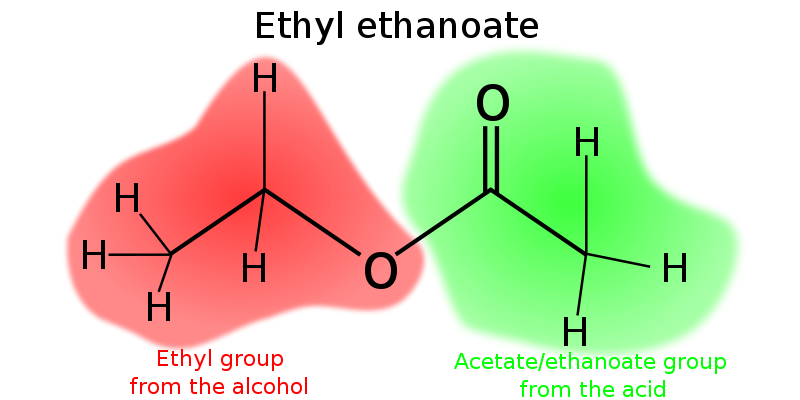 Ethyl ethanoate
H
O
H
H
H
H
O
H
H
H
Ethyl group
from the alcohol
Acetate/ethanoate group
from the acid